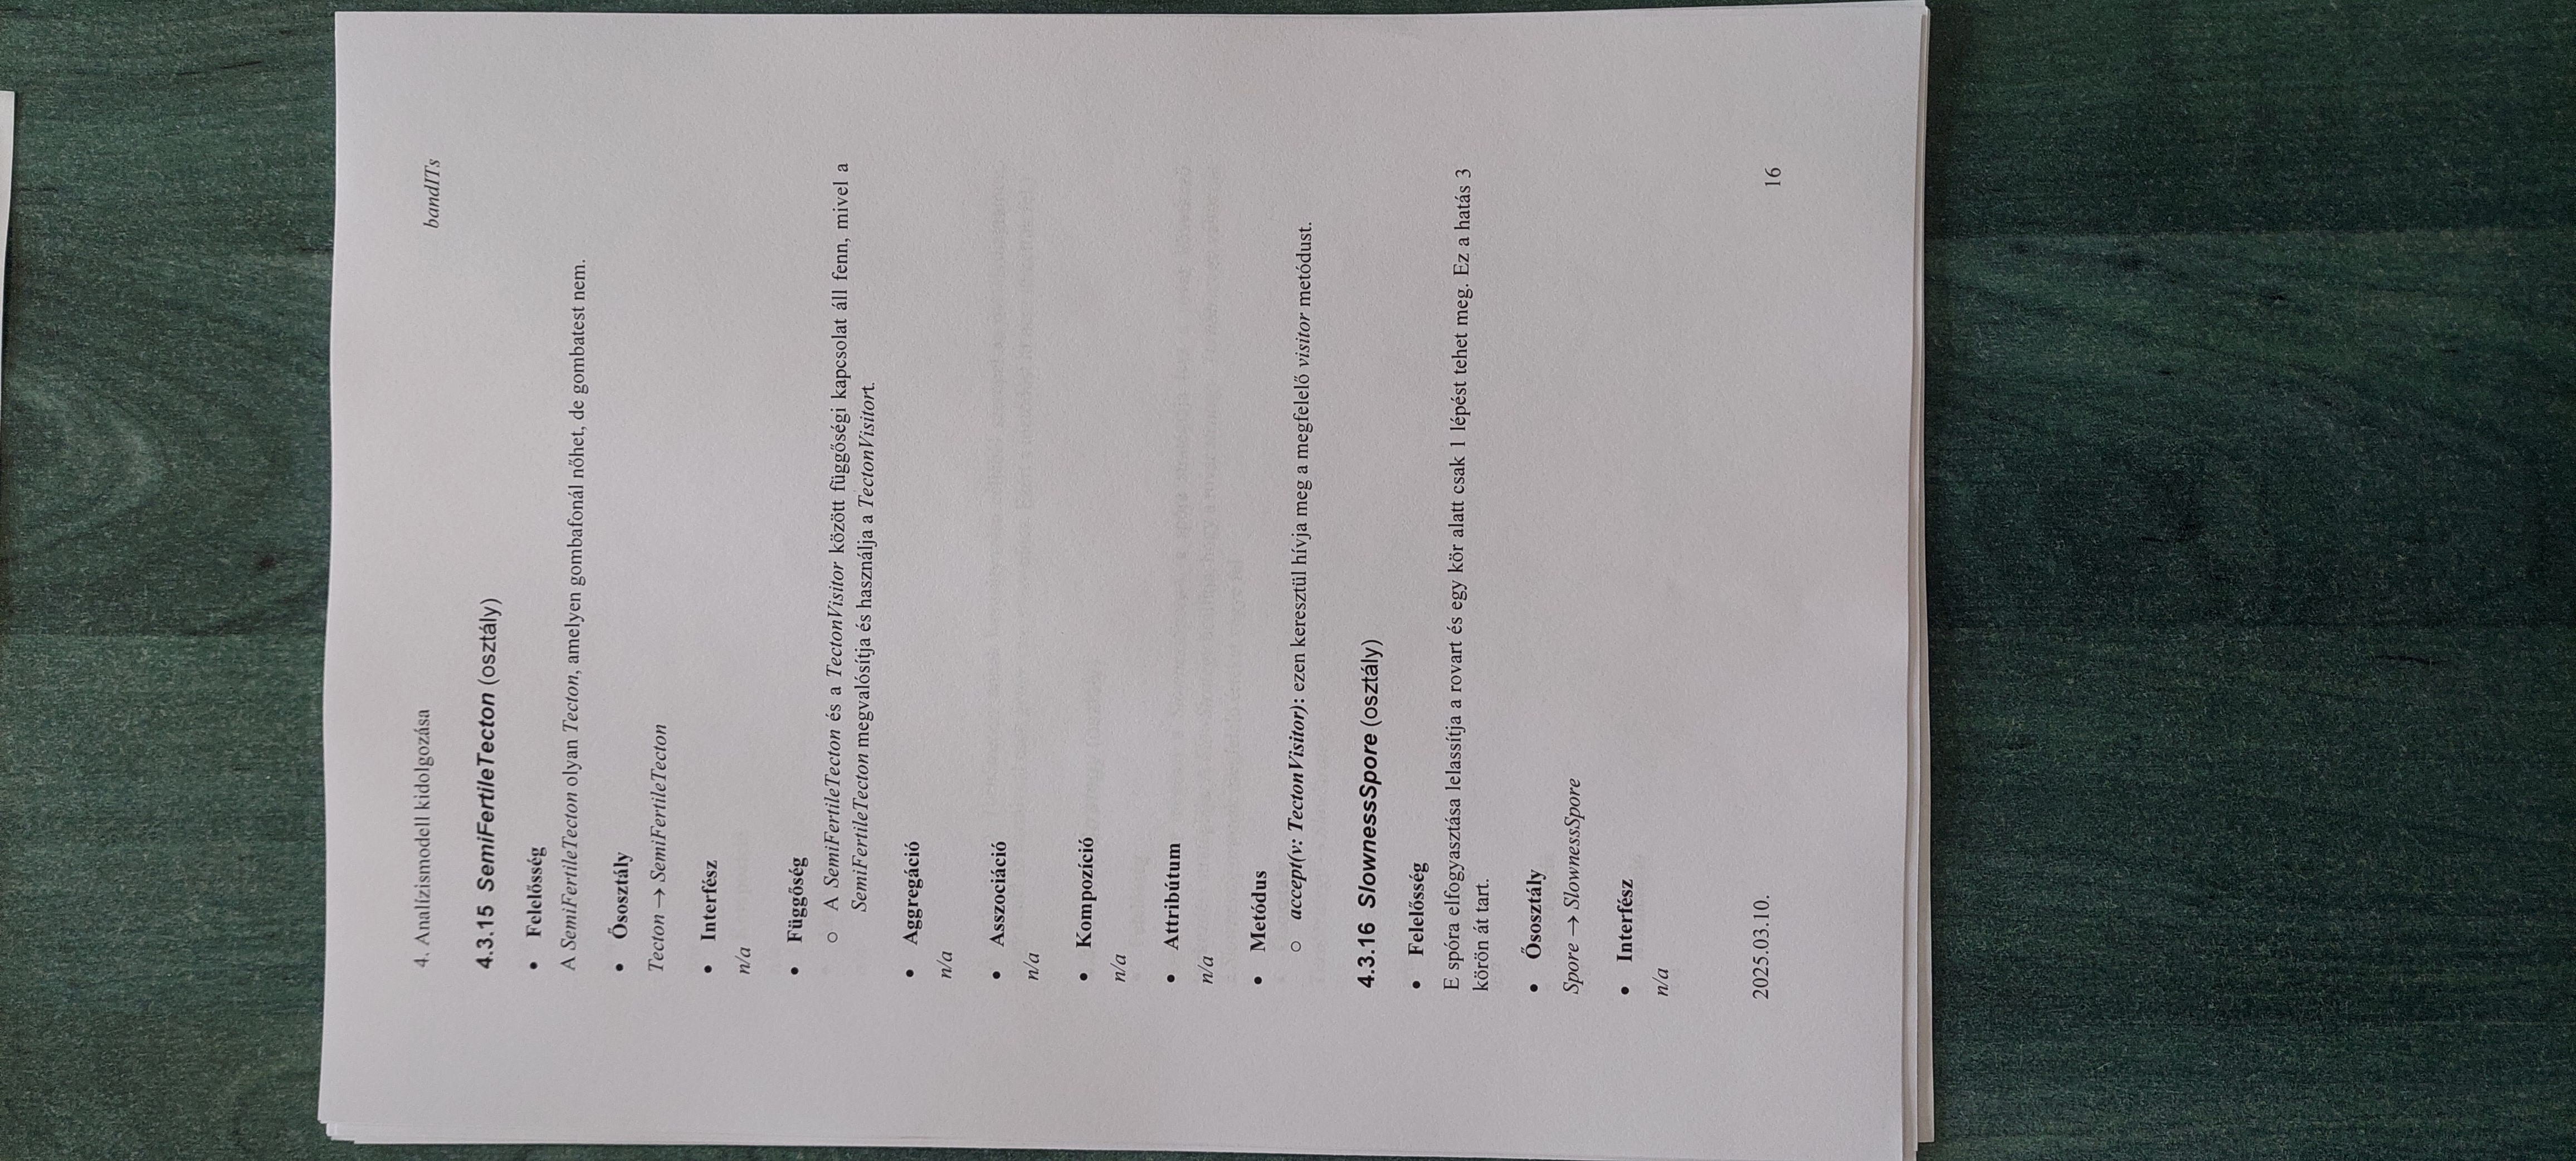 4. Analízismodell kidolgozása
bandITs
4.3.15 SemiFertileTecton (osztály)
• Felelősség
A SemiFertileTecton olyan Tecton, amelyen gombafonál nőhet, de gombatest nem.
• Ősosztály
Tecton → SemiFertileTecton
• Interfész
n/a
• Függőség
○ A SemiFertileTecton és a TectonVisitor között függőségi kapcsolat áll fenn, mivel a
SemiFertileTecton megvalósítja és használja a TectonVisitort.
• Aggregáció
n/a
• Asszociáció
n/a
• Kompozíció
n/a
• Attribútum
n/a
• Metódus
○ accept(v: TectonVisitor): ezen keresztül hívja meg a megfelelő visitor metódust.
4.3.16 SlownessSpore (osztály)
• Felelősség
E spóra elfogyasztása lelassítja a rovart és egy kör alatt csak 1 lépést tehet meg. Ez a hatás 3
körön át tart.
• Ősosztály
Spore → SlownessSpore
• Interfész
n/a
2025.03.10.
16